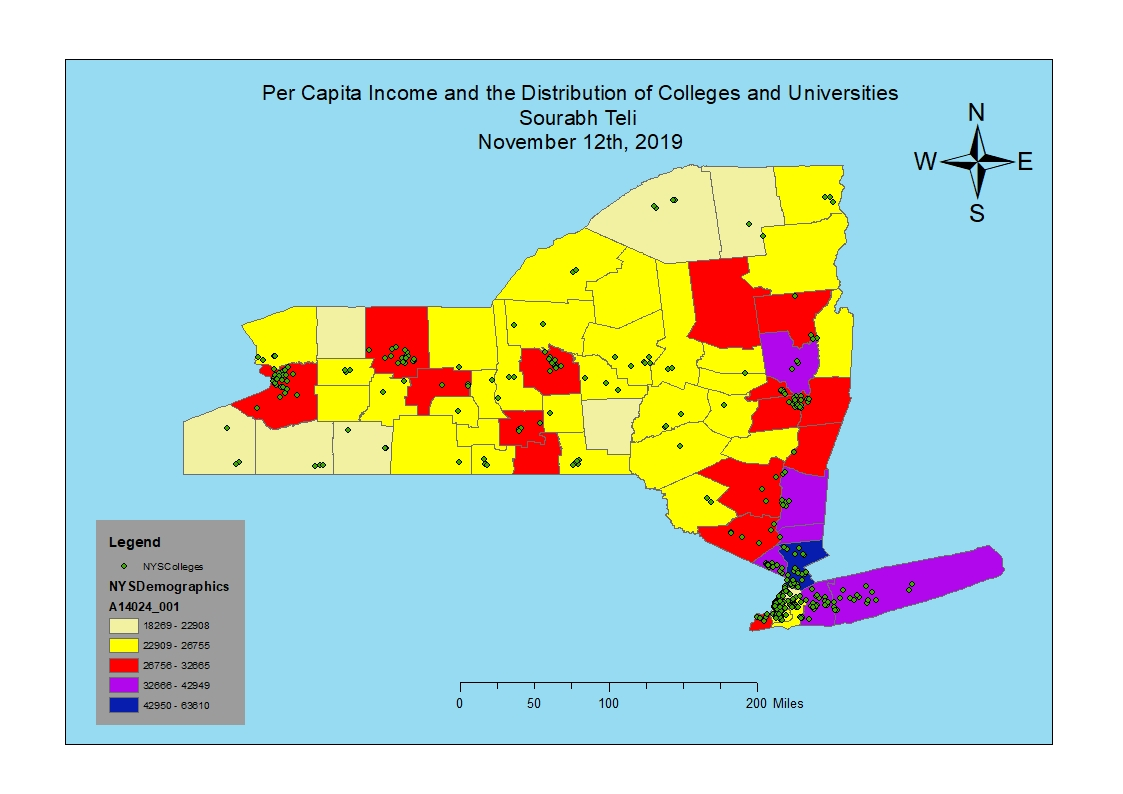 Per Capita Income and the Distribution of Colleges and Universities
Sourabh Teli
November 12th, 2019
N
W E
S
Legend
NYSColleges
NYSDemographics
A14024_001
18269 - 22908
22909 - 26755
26756 - 32665
32666 - 42949
42950 - 63610
0 50 100 200 Miles